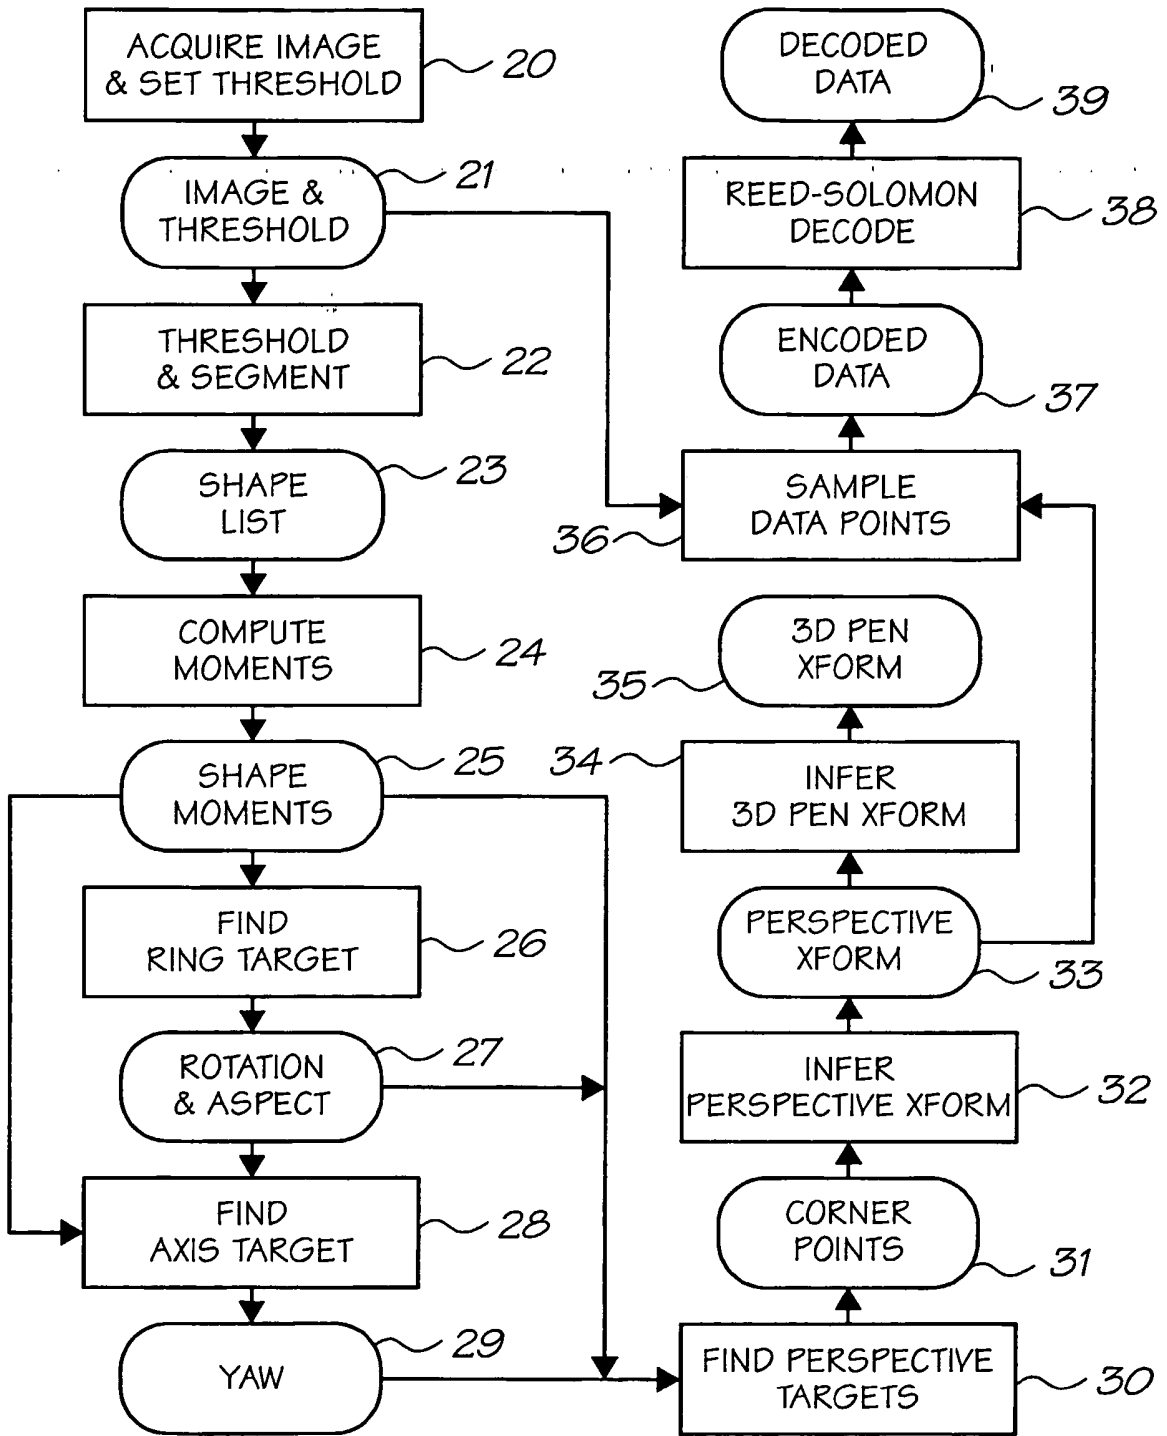 ACQUIRE IMAGE
& SET THRESHOLD
20
IMAGE &
THRESHOLD
21
THRESHOLD
& SEGMENT
22
SHAPE
LIST
23
COMPUTE
MOMENTS
24
SHAPE
MOMENTS
25
FIND
RING TARGET
26
ROTATION
& ASPECT
27
FIND
AXIS TARGET
28
YAW
29
DECODED
DATA
39
REED-SOLOMON
DECODE
38
ENCODED
DATA
37
SAMPLE
DATA POINTS
36
3D PEN
XFORM
35
INFER
3D PEN XFORM
34
PERSPECTIVE
XFORM
33
INFER
PERSPECTIVE XFORM
32
CORNER
POINTS
31
FIND PERSPECTIVE
TARGETS
30